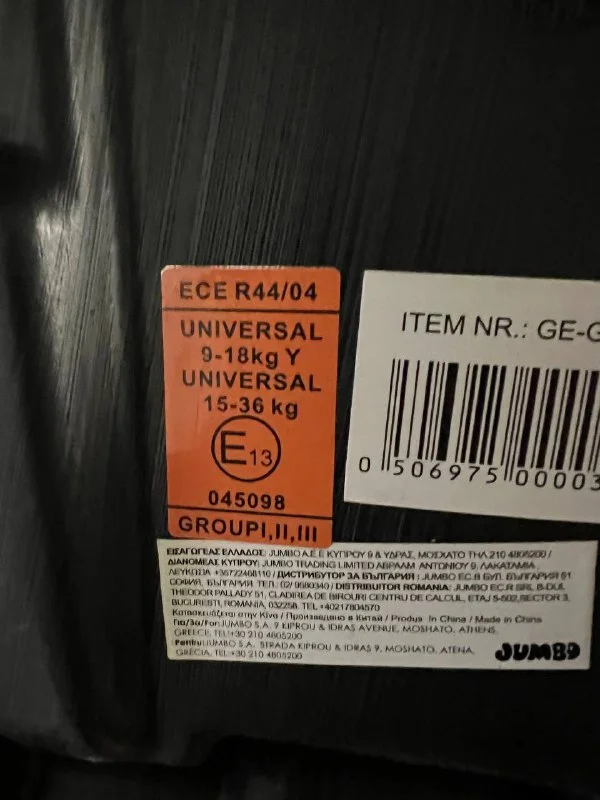 ECE R44/04
UNIVERSAL
9-18kg Y
UNIVERSAL
15-36 kg
E13
045098
GROUPI,II,III
ITEM NR.: GE-G
0 506975 00003
ΕΙΣΑΓΩΓΕΑΣ ΕΛΛΑΔΟΣ: JUMBO A.E.E ΚΥΠΡΟΥ 9 & ΥΔΡΑΣ, ΜΟΣΧΑΤΟ ΤΗΛ 210 4805200 /
ΔΙΑΝΟΜΕΑΣ ΚΥΠΡΟΥ: JUMBO TRADING LIMITED ΑΒΡΑΑΜ ΑΝΤΩΝΙΟΥ 9, ΛΑΚΑΤΑΜΙΑ,
ΛΕΥΚΩΣΙΑ +35722468110 / ДИСТРИБУТОР ЗА БЪЛГАРИЯ : JUMBO EC.B БУЛ. БЪЛГАРИЯ 51
СОФИЯ, БЪЛГАРИЯ ТЕЛ. 02/ 9680340 / DISTRIBUITOR ROMANIA: JUMBO EC.R SRL B-DUL
THEODOR PALLADY 51, CLADIREA DE BIROURI CENTRU DE CALCUL, ETAJ 5-502,SECTOR 3,
BUCURESTI, ROMANIA, 032258. TEL +40217804570
Κατασκευάζεται στην Κίνα / Произведено в Китай / Produs In China / Made in China
Για/За/For: JUMBO S.A. 9 KIPROU & IDRAS AVENUE, MOSHATO, ATHENS,
GREECE, TEL:+30 210 4805200
Pentru:JUMBO S.A., STRADA KIPROU & IDRAS 9, MOSHATO, ATENA,
GRECIA, TEL:+30 210 4805200
JUMBO